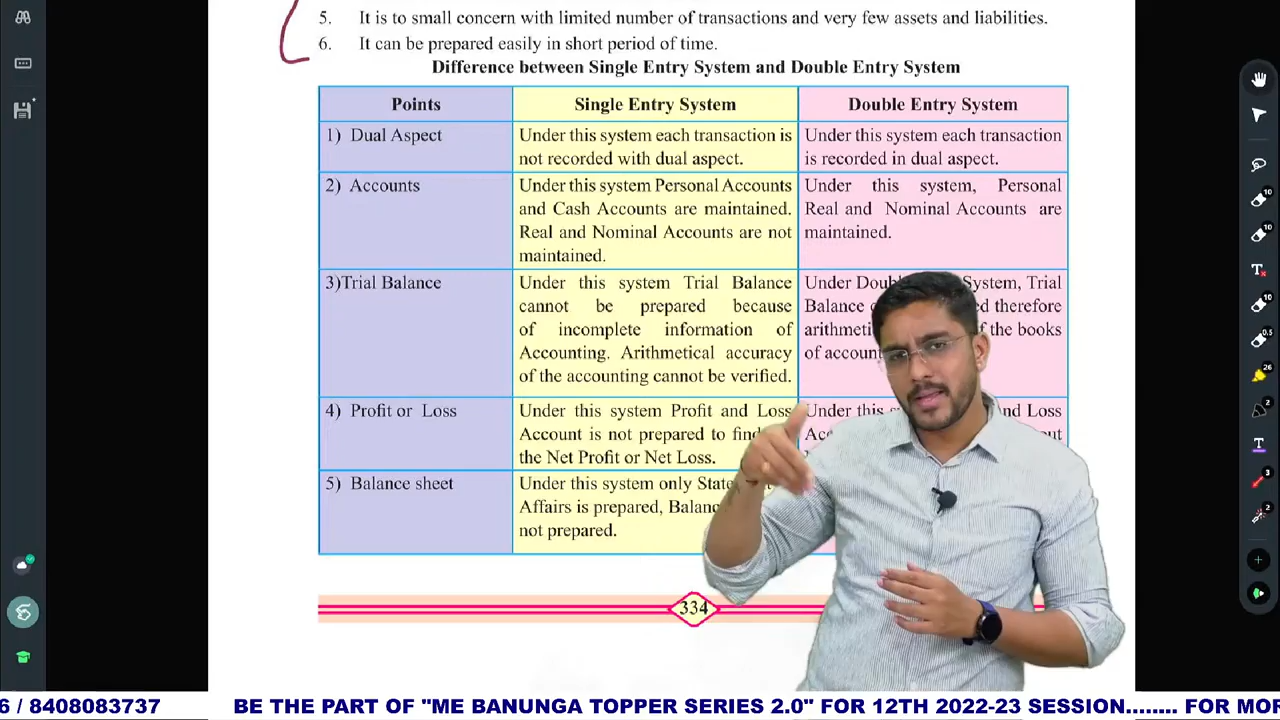 5. It is to small concern with limited number of transactions and very few assets and liabilities.
6. It can be prepared easily in short period of time.
Difference between Single Entry System and Double Entry System
Points Single Entry System Double Entry System
1) Dual Aspect
Under this system each transaction is
not recorded with dual aspect.
Under this system each transaction
is recorded in dual aspect.
2) Accounts
Under this system Personal Accounts
and Cash Accounts are maintained.
Real and Nominal Accounts are not
maintained.
Under this system, Personal
Real and Nominal Accounts are
maintained.
3)Trial Balance
Under this system Trial Balance
cannot be prepared because
of incomplete information of
Accounting. Arithmetical accuracy
of the accounting cannot be verified.
Under System, Trial
Balance therefore
the books
of
4) Profit or Loss
Under this system Profit and Loss
Account is not prepared to find
the Net Profit or Net Loss.
Under this and Loss
5) Balance sheet
Under this system only
Affairs is prepared,
not prepared.
334
6 / 8408083737 BE THE PART OF "ME BANUNGA TOPPER SERIES 2.0" FOR 12TH 2022-23 SESSION........ FOR